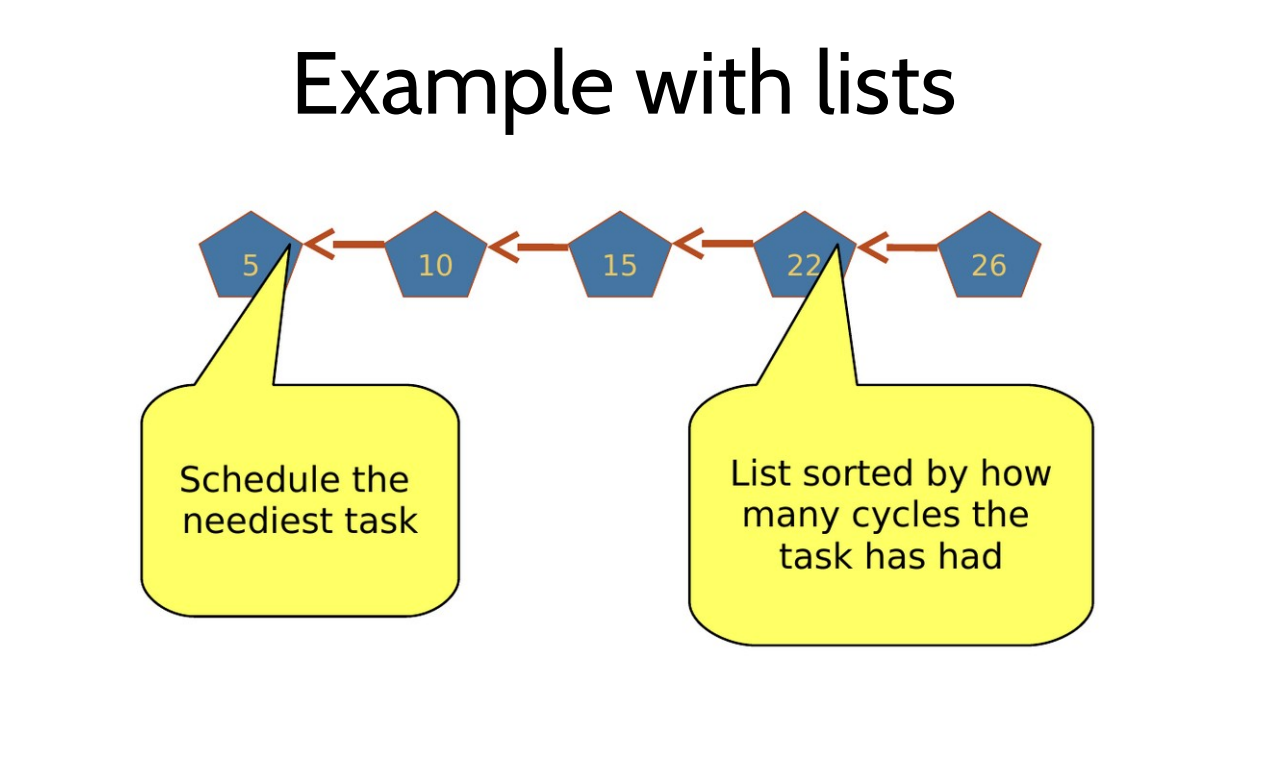 Example with lists
5 10 15 22 26
Schedule the
neediest task
List sorted by how
many cycles the
task has had